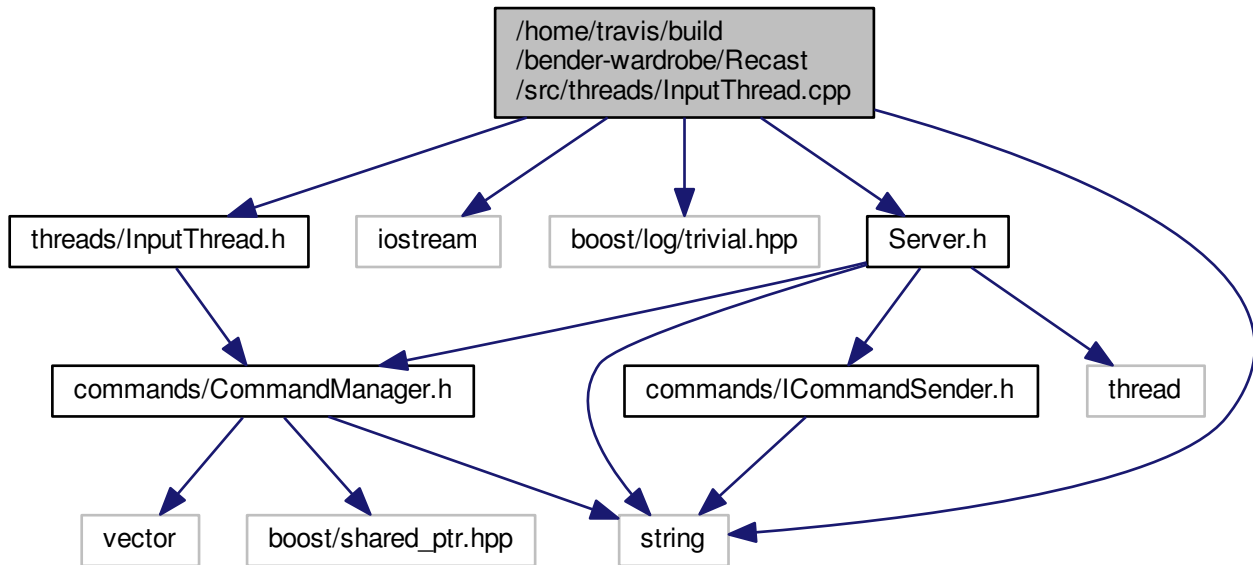 /home/travis/build
/bender-wardrobe/Recast
/src/threads/InputThread.cpp
threads/InputThread.h
iostream
boost/log/trivial.hpp
Server.h
commands/CommandManager.h
commands/ICommandSender.h
thread
vector
boost/shared_ptr.hpp
string